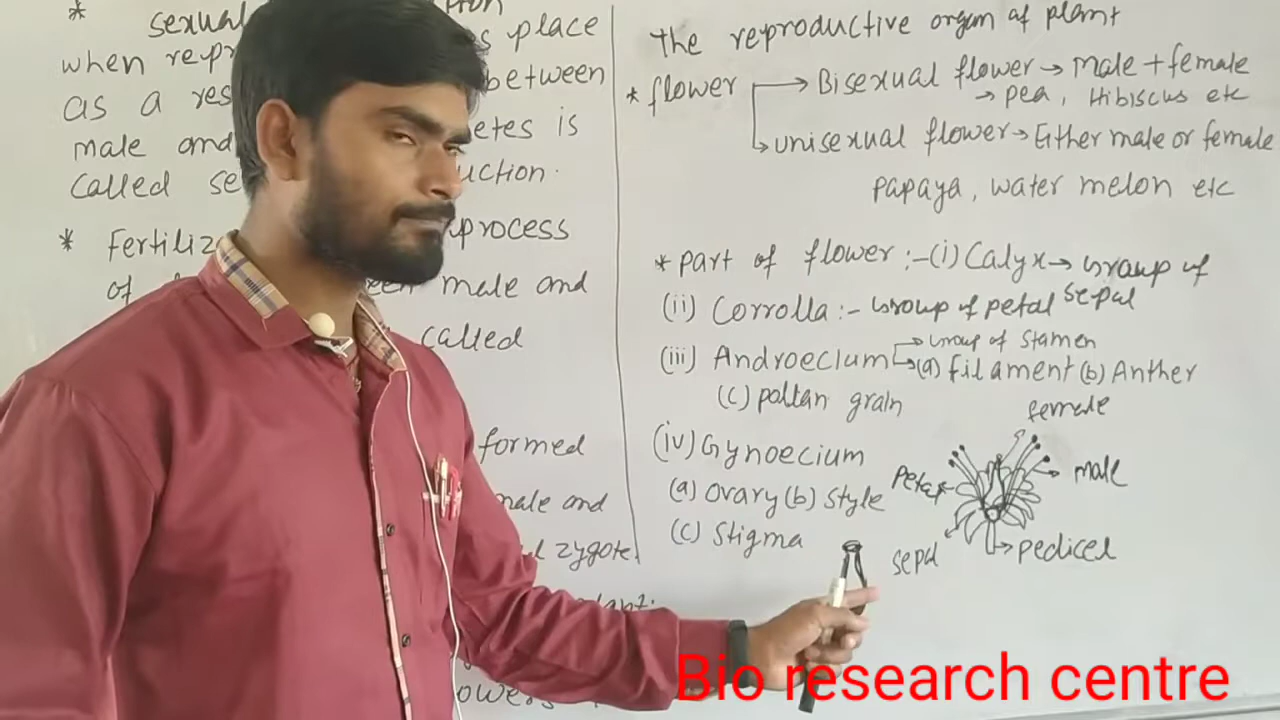 * sexual
when repr s place
as a res between
male and etes is
called se uction.
* Fertiliz process
of een male and
called
formed
male and
zygote
The reproductive organ of plant
* flower → Bisexual flower → male + female
→ pea, Hibiscus etc
→ unisexual flower → Either male or female
papaya, water melon etc
* part of flower :- (i) Calyx → Group of
sepal
(ii) Corrolla :- Group of petal
(iii) Androecium → Group of stamen
→ (a) filament (b) Anther
(c) poltan grain
(iv) Gynoecium
(a) ovary (b) style
(c) Stigma
female
male
Petal
sepal
→ pedicel
Bio research centre